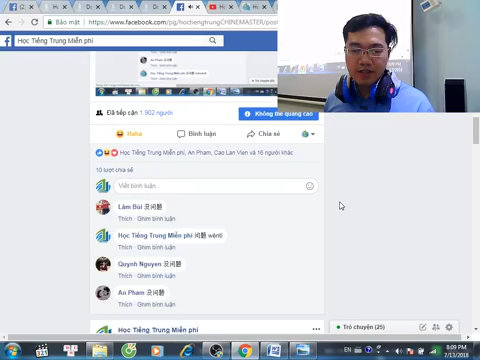 Bảo mật
https://www.facebook.com/pg/hoctiengtrungCHINEMASTER/post
Học Tiếng Trung Miễn phí
Đã tiếp cận 1.902 người
Không thể quảng cáo
Haha
Bình luận
Chia sẻ
Học Tiếng Trung Miễn phí, An Pham, Cao Lan Vien và 16 người khác
10 lượt chia sẻ
Viết bình luận...
Lâm Bùi 没问题
Thích · Ghim bình luận
Học Tiếng Trung Miễn phí 问题 wèntí
Thích · Ghim bình luận
Quynh Nguyen 没问题
Thích · Ghim bình luận
An Pham 没问题
Thích · Ghim bình luận
Học Tiếng Trung Miễn phí
Trò chuyện (25)
EN
8:09 PM
7/13/2018